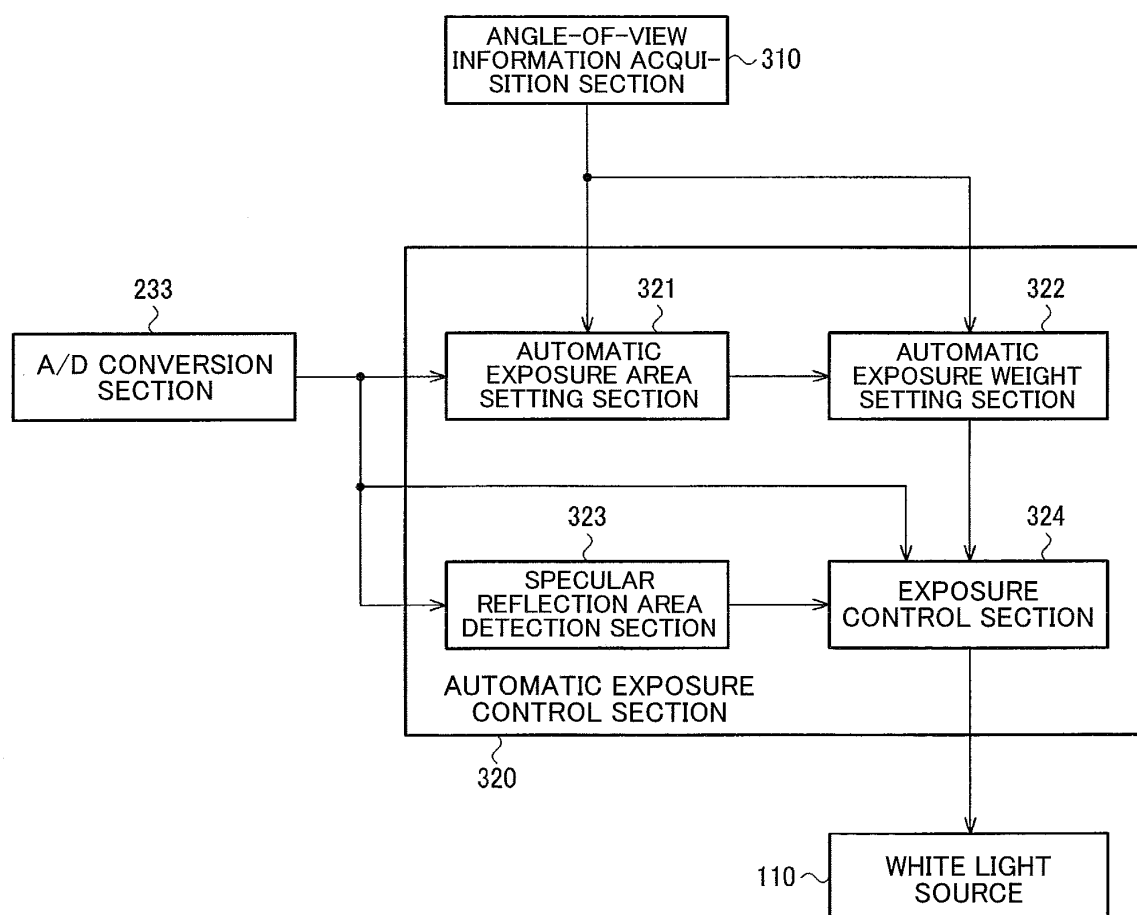 ANGLE-OF-VIEW
INFORMATION ACQUI-
SITION SECTION
310
233
A/D CONVERSION
SECTION
321
AUTOMATIC
EXPOSURE AREA
SETTING SECTION
322
AUTOMATIC
EXPOSURE WEIGHT
SETTING SECTION
323
SPECULAR
REFLECTION AREA
DETECTION SECTION
324
EXPOSURE
CONTROL SECTION
AUTOMATIC EXPOSURE
CONTROL SECTION
320
110
WHITE LIGHT
SOURCE